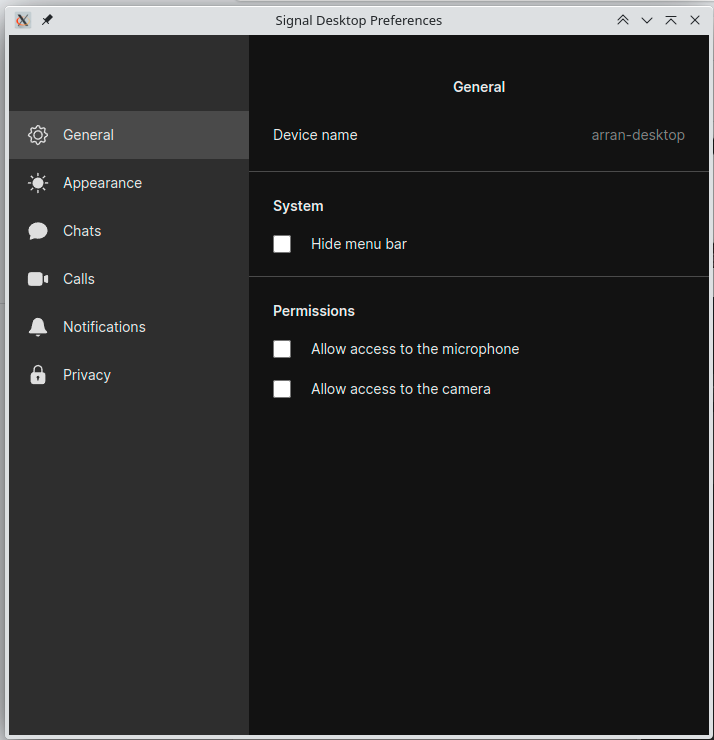 Signal Desktop Preferences
General
Appearance
Chats
Calls
Notifications
Privacy
General
Device name arran-desktop
System
Hide menu bar
Permissions
Allow access to the microphone
Allow access to the camera